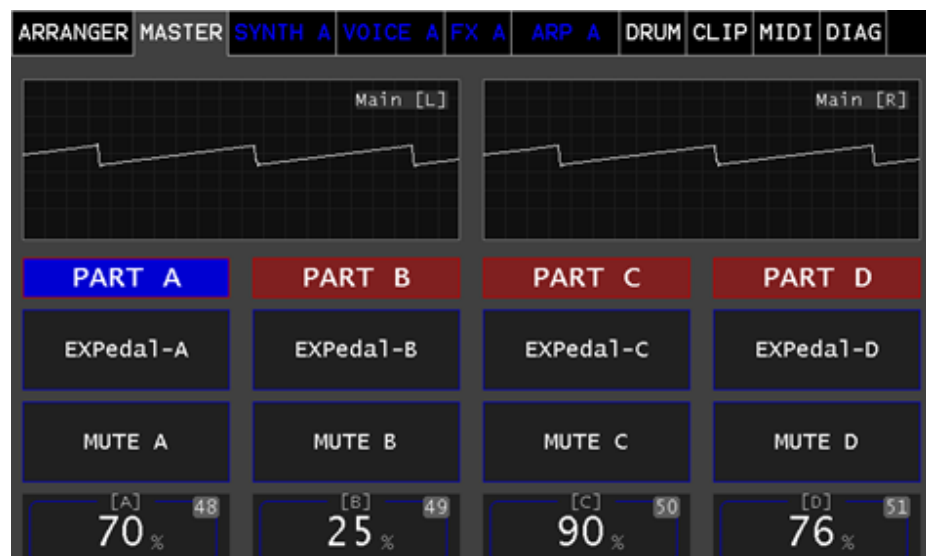 ARRANGER MASTER SYNTH A VOICE A FX A ARP A DRUM CLIP MIDI DIAG
Main [L] Main [R]
PART A PART B PART C PART D
EXPedal-A EXPedal-B EXPedal-C EXPedal-D
MUTE A MUTE B MUTE C MUTE D
[A] 48 [B] 49 [C] 50 [D] 51
70 % 25 % 90 % 76 %